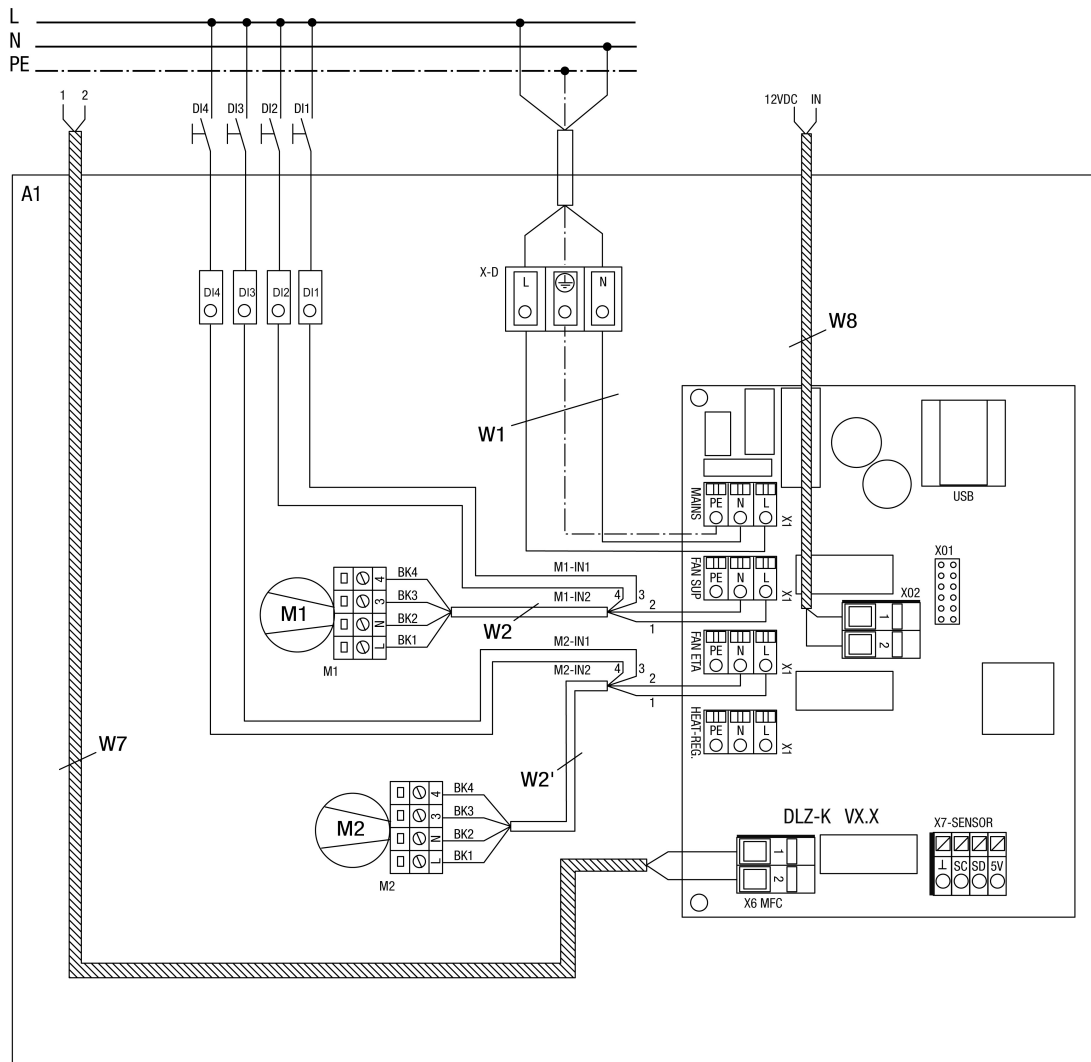 L
N
PE
1 2
DI4 DI3 DI2 DI1
12VDC IN
A1
X-D
L N
DI4 DI3 DI2 DI1
W8
W1
USB
MAINS
PE N L
X1
X01
FAN SUP
PE N L
X1
X02
1
2
M1-IN1
M1-IN2
4 3
2
1
M1
4
3
N
L
BK4
BK3
BK2
BK1
M1
W2
M2-IN1
M2-IN2
4 3
2
1
FAN ETA
PE N L
X1
HEAT-REG.
PE N L
X1
W7
W2'
M2
4
3
N
L
BK4
BK3
BK2
BK1
M2
DLZ-K VX.X
X7-SENSOR
⊥ SC SD 5V
1
2
X6 MFC